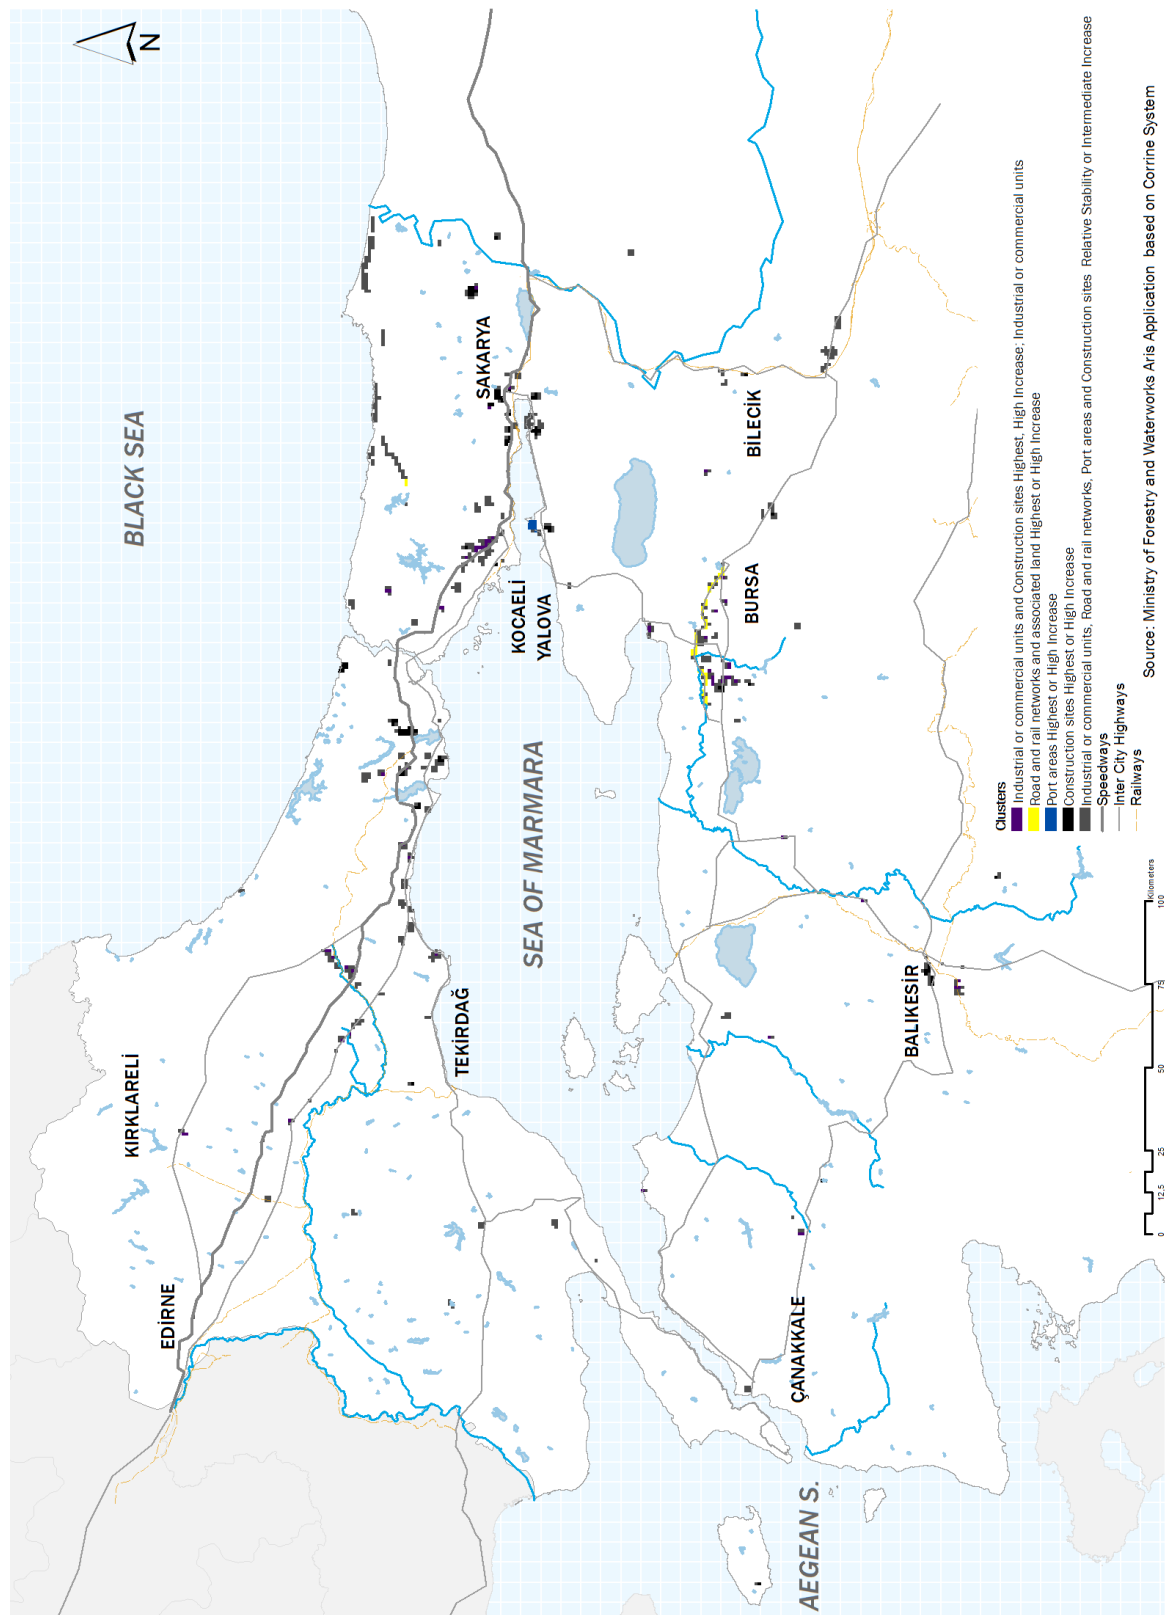 N
BLACK SEA
KIRKLARELİ
EDİRNE
SAKARYA
KOCAELİ
YALOVA
TEKİRDAĞ
SEA OF MARMARA
BİLECİK
BURSA
ÇANAKKALE
BALIKESİR
AEGEAN S.
Clusters
Industrial or commercial units and Construction sites Highest, High Increase; Industrial or commercial units
Road and rail networks and associated land Highest or High Increase
Port areas Highest or High Increase
Construction sites Highest or High Increase
Industrial or commercial units, Road and rail networks, Port areas and Construction sites Relative Stability or Intermediate Increase
Speedways
Inter City Highways
Railways
0 12,5 25 50 75 100
Kilometers
Source: Ministry of Forestry and Waterworks Aris Application based on Corrine System